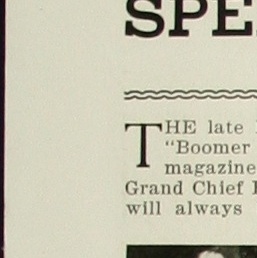 SPE
THE late
"Boomer
magazine
Grand Chief
will always